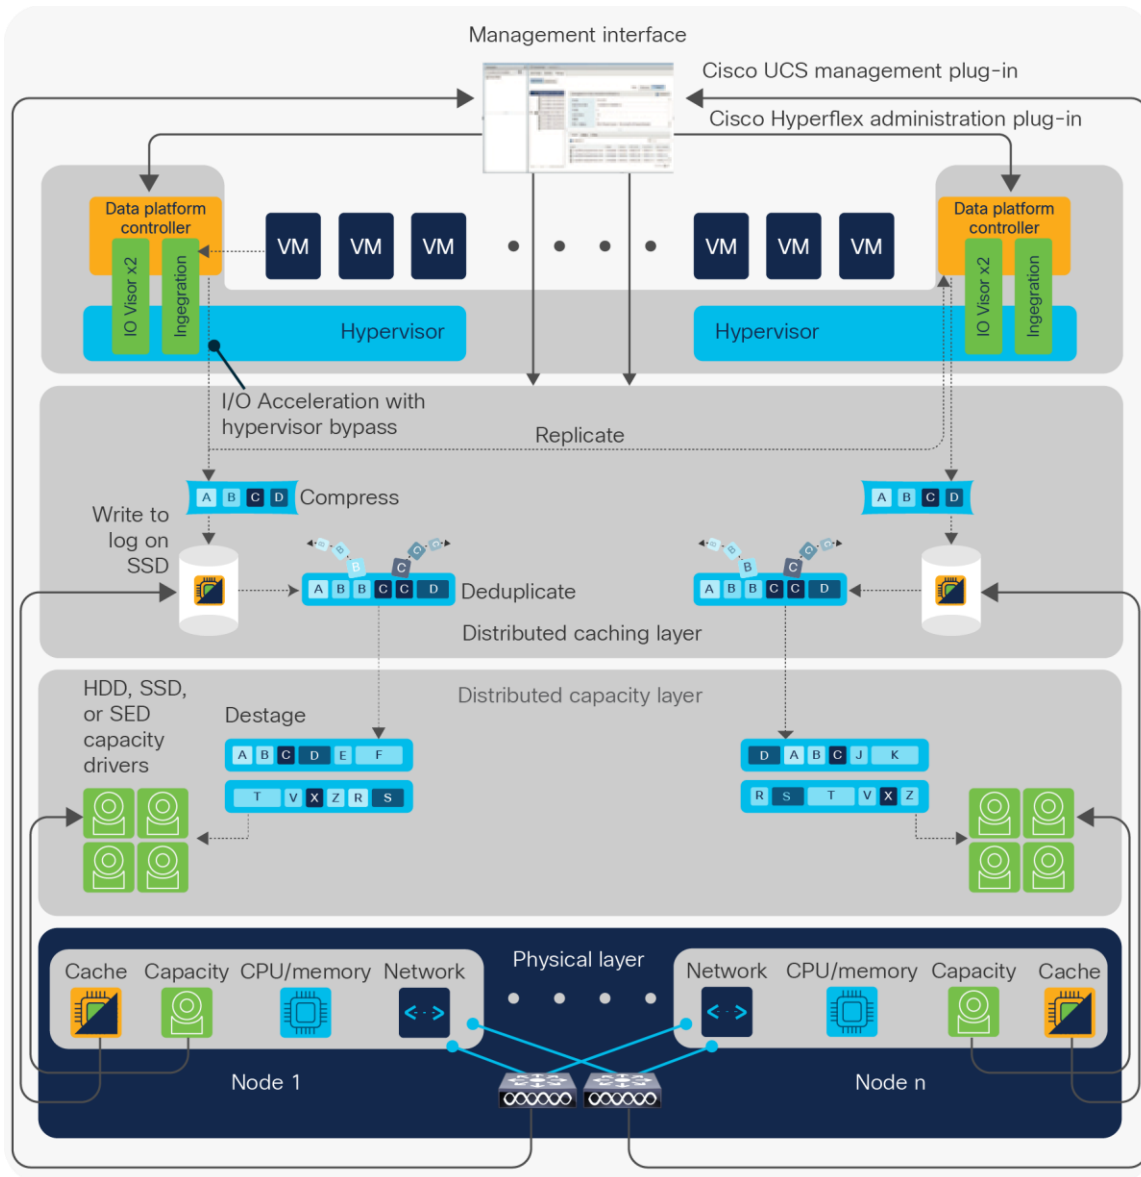 Management interface
Cisco UCS management plug-in
Cisco Hyperflex administration plug-in
Data platform
controller
IO Visor x2
Ingegration
VM
VM
VM
VM
VM
VM
Data platform
controller
IO Visor x2
Ingegration
Hypervisor
Hypervisor
I/O Acceleration with
hypervisor bypass
Replicate
A B C D
Compress
A B C D
Write to
log on
SSD
B B B
C C C
A B B C C D
Deduplicate
B B B
C C C
A B B C C D
Distributed caching layer
Distributed capacity layer
HDD, SSD,
or SED
capacity
drivers
Destage
A B C D E F
T V X Z R S
D A B C J K
R S T V X Z
Physical layer
Cache
Capacity
CPU/memory
Network
Network
CPU/memory
Capacity
Cache
Node 1
Node n